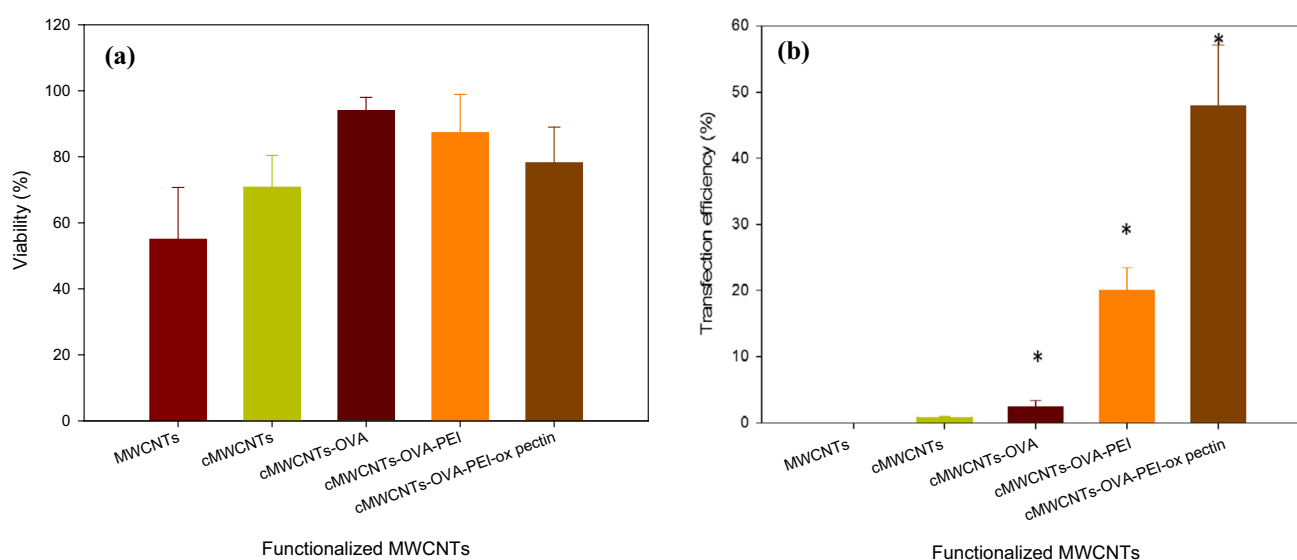 (a)
Viability (%)
120
100
80
60
40
20
0
MWCNTs
cMWCNTs
cMWCNTs-OVA
cMWCNTs-OVA-PEI
cMWCNTs-OVA-PEI-ox pectin
Functionalized MWCNTs
(b)
Transfection efficiency (%)
60
50
40
30
20
10
0
*
*
*
MWCNTs
cMWCNTs
cMWCNTs-OVA
cMWCNTs-OVA-PEI
cMWCNTs-OVA-PEI-ox pectin
Functionalized MWCNTs